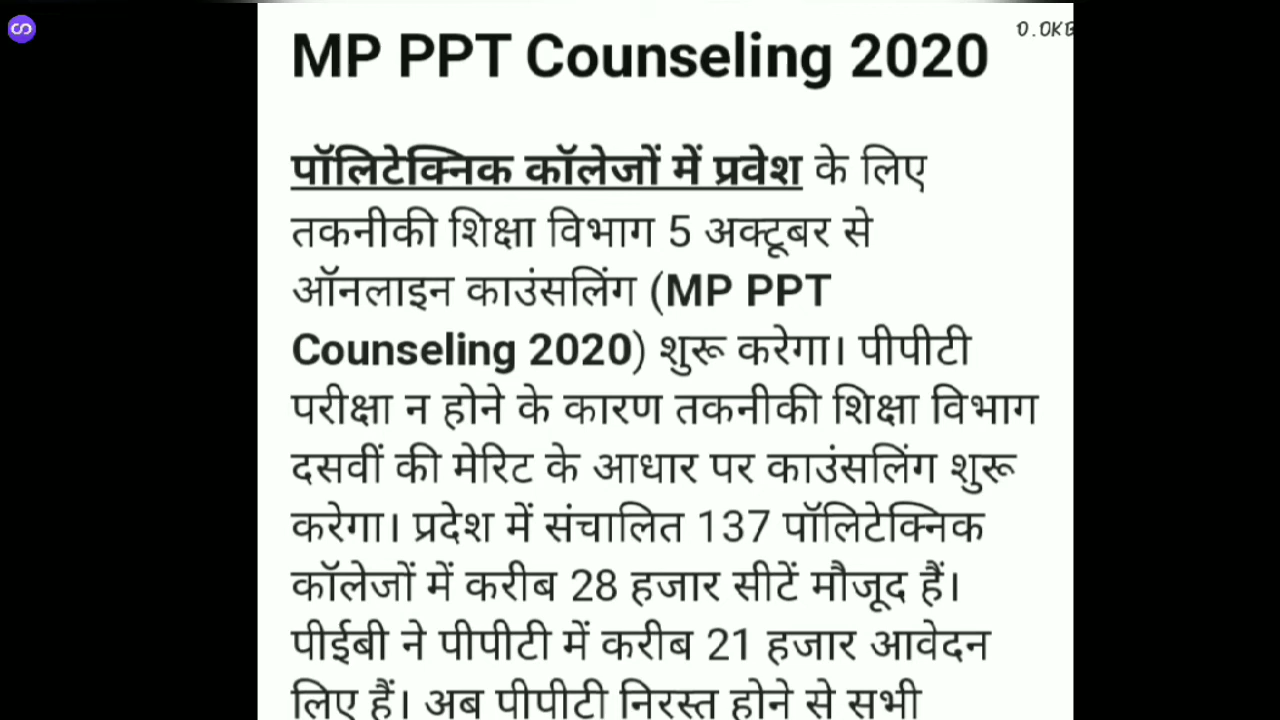 MP PPT Counseling 2020
पॉलिटेक्निक कॉलेजों में प्रवेश के लिए
तकनीकी शिक्षा विभाग 5 अक्टूबर से
ऑनलाइन काउंसलिंग (MP PPT
Counseling 2020) शुरू करेगा। पीपीटी
परीक्षा न होने के कारण तकनीकी शिक्षा विभाग
दसवीं की मेरिट के आधार पर काउंसलिंग शुरू
करेगा। प्रदेश में संचालित 137 पॉलिटेक्निक
कॉलेजों में करीब 28 हजार सीटें मौजूद हैं।
पीईबी ने पीपीटी में करीब 21 हजार आवेदन
लिए हैं। अब पीपीटी निरस्त होने से सभी